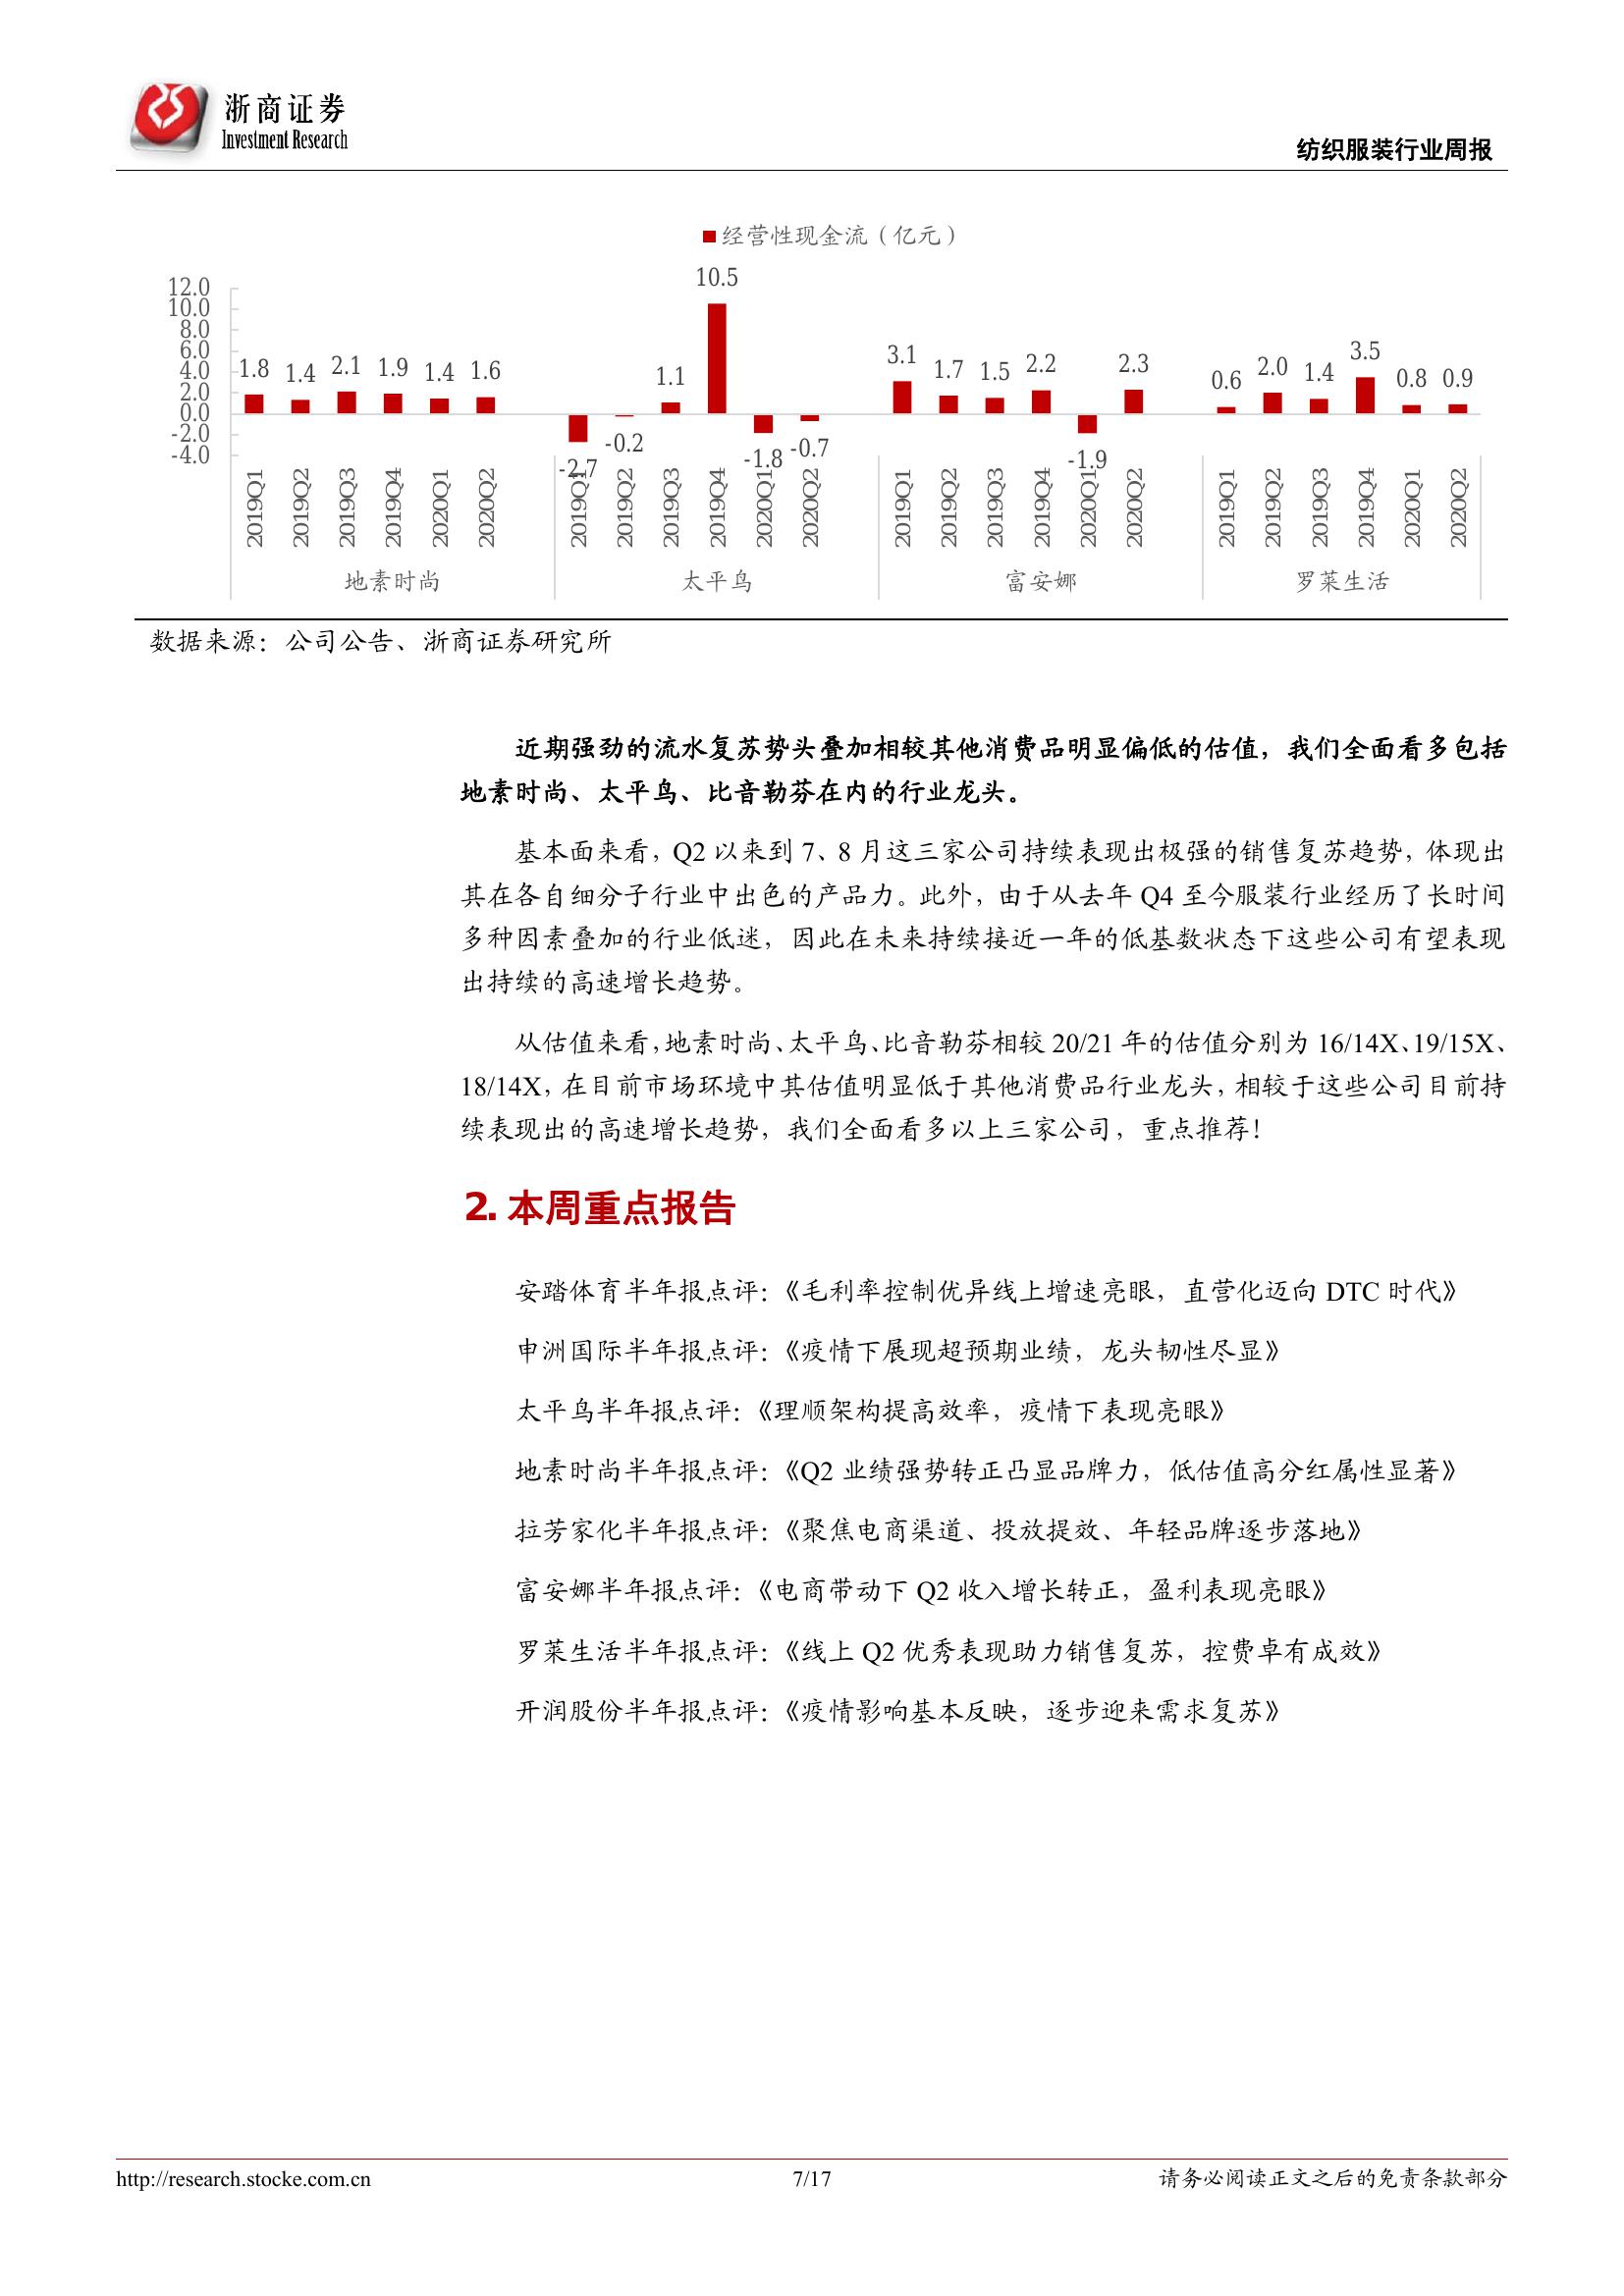 浙商证券
Investment Research
纺织服装行业周报
经营性现金流（亿元）
12.0
10.0
8.0
6.0
4.0
2.0
0.0
-2.0
-4.0
1.8 1.4 2.1 1.9 1.4 1.6
-2.7 -0.2 1.1 10.5 -1.8 -0.7
3.1 1.7 1.5 2.2 -1.9 2.3
0.6 2.0 1.4 3.5 0.8 0.9
2019Q1 2019Q2 2019Q3 2019Q4 2020Q1 2020Q2
2019Q1 2019Q2 2019Q3 2019Q4 2020Q1 2020Q2
2019Q1 2019Q2 2019Q3 2019Q4 2020Q1 2020Q2
2019Q1 2019Q2 2019Q3 2019Q4 2020Q1 2020Q2
地素时尚 太平鸟 富安娜 罗莱生活
数据来源：公司公告、浙商证券研究所
近期强劲的流水复苏势头叠加相较其他消费品明显偏低的估值，我们全面看多包括
地素时尚、太平鸟、比音勒芬在内的行业龙头。
基本面来看，Q2 以来到 7、8 月这三家公司持续表现出极强的销售复苏趋势，体现出
其在各自细分子行业中出色的产品力。此外，由于从去年 Q4 至今服装行业经历了长时间
多种因素叠加的行业低迷，因此在未来持续接近一年的低基数状态下这些公司有望表现
出持续的高速增长趋势。
从估值来看，地素时尚、太平鸟、比音勒芬相较 20/21 年的估值分别为 16/14X、19/15X、
18/14X，在目前市场环境中其估值明显低于其他消费品行业龙头，相较于这些公司目前持
续表现出的高速增长趋势，我们全面看多以上三家公司，重点推荐！
2. 本周重点报告
安踏体育半年报点评：《毛利率控制优异线上增速亮眼，直营化迈向 DTC 时代》
申洲国际半年报点评：《疫情下展现超预期业绩，龙头韧性尽显》
太平鸟半年报点评：《理顺架构提高效率，疫情下表现亮眼》
地素时尚半年报点评：《Q2 业绩强势转正凸显品牌力，低估值高分红属性显著》
拉芳家化半年报点评：《聚焦电商渠道、投放提效、年轻品牌逐步落地》
富安娜半年报点评：《电商带动下 Q2 收入增长转正，盈利表现亮眼》
罗莱生活半年报点评：《线上 Q2 优秀表现助力销售复苏，控费卓有成效》
开润股份半年报点评：《疫情影响基本反映，逐步迎来需求复苏》
http://research.stocke.com.cn
7/17
请务必阅读正文之后的免责条款部分